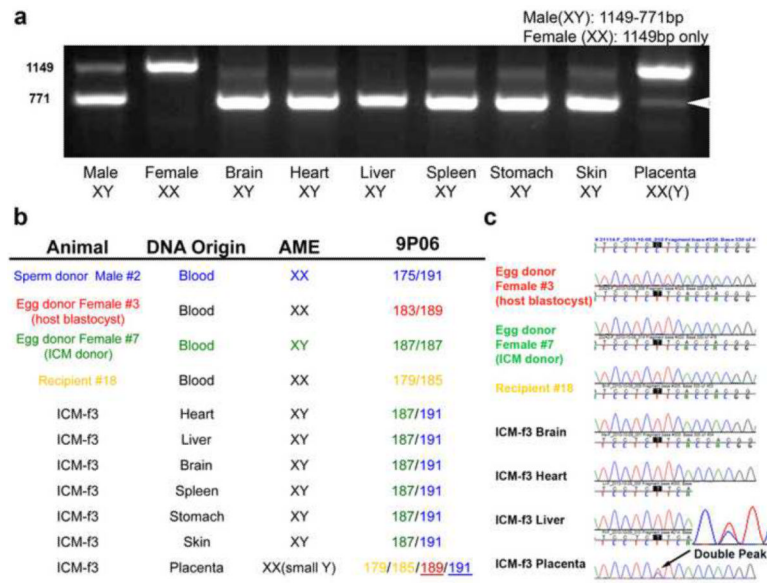 a
Male(XY): 1149-771bp
Female (XX): 1149bp only
1149
771
Male Female Brain Heart Liver Spleen Stomach Skin Placenta
XY XX XY XY XY XY XY XY XX(Y)
b
Animal DNA Origin AME 9P06
Sperm donor Male #2 Blood XX 175/191
Egg donor Female #3 (host blastocyst) Blood XX 183/189
Egg donor Female #7 (ICM donor) Blood XY 187/187
Recipient #18 Blood XX 179/185
ICM-f3 Heart XY 187/191
ICM-f3 Liver XY 187/191
ICM-f3 Brain XY 187/191
ICM-f3 Spleen XY 187/191
ICM-f3 Stomach XY 187/191
ICM-f3 Skin XY 187/191
ICM-f3 Placenta XX(small Y) 179/185/189/191
c
Egg donor
Female #3
(host blastocyst)
Egg donor
Female #7
(ICM donor)
Recipient #18
ICM-f3 Brain
ICM-f3 Heart
ICM-f3 Liver
Double Peak
ICM-f3 Placenta